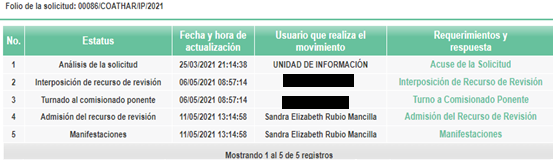 Folio de la solicitud: 00086/COATHAR/IP/2021
No. Estatus Fecha y hora de actualización Usuario que realiza el movimiento Requerimientos y respuesta
1 Análisis de la solicitud 25/03/2021 21:14:38 UNIDAD DE INFORMACIÓN Acuse de la Solicitud
2 Interposición de Recurso de Revisión 06/05/2021 08:57:14 Interposición de Recurso de Revisión
3 Turnado al comisionado ponente 06/05/2021 08:57:14 Turno a Comisionado Ponente
4 Admisión del recurso de revisión 11/05/2021 13:14:58 Sandra Elizabeth Rubio Mancilla Admisión del Recurso de Revisión
5 Manifestaciones 11/05/2021 13:14:58 Sandra Elizabeth Rubio Mancilla Manifestaciones
Mostrando 1 al 5 de 5 registros